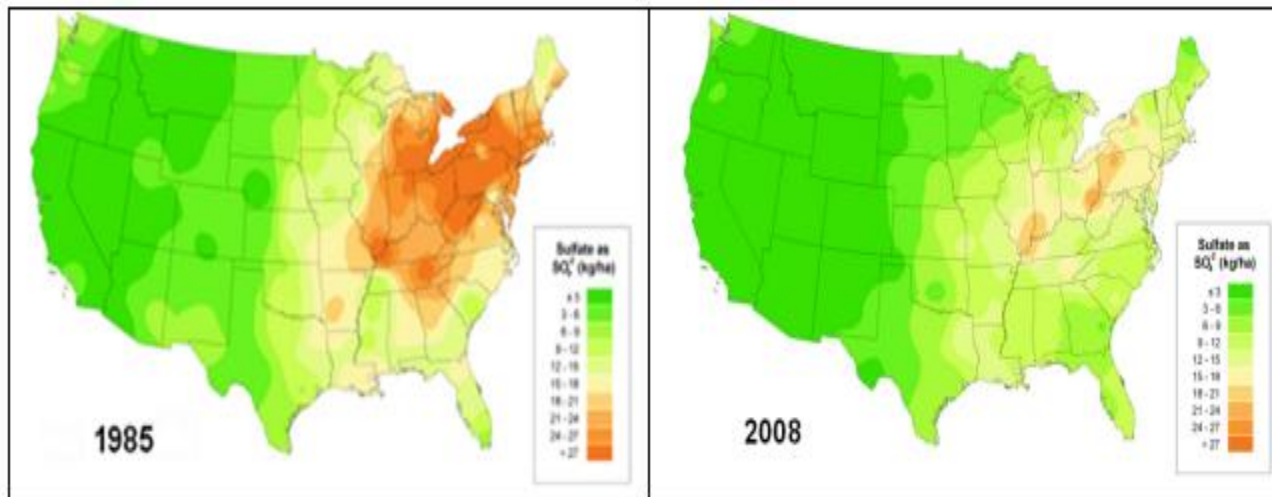 Sulfate as
SO₄²⁻ (kg/ha)
≤ 3
3 - 6
6 - 9
9 - 12
12 - 15
15 - 18
18 - 21
21 - 24
24 - 27
> 27
1985
Sulfate as
SO₄²⁻ (kg/ha)
≤ 3
3 - 6
6 - 9
9 - 12
12 - 15
15 - 18
18 - 21
21 - 24
24 - 27
> 27
2008